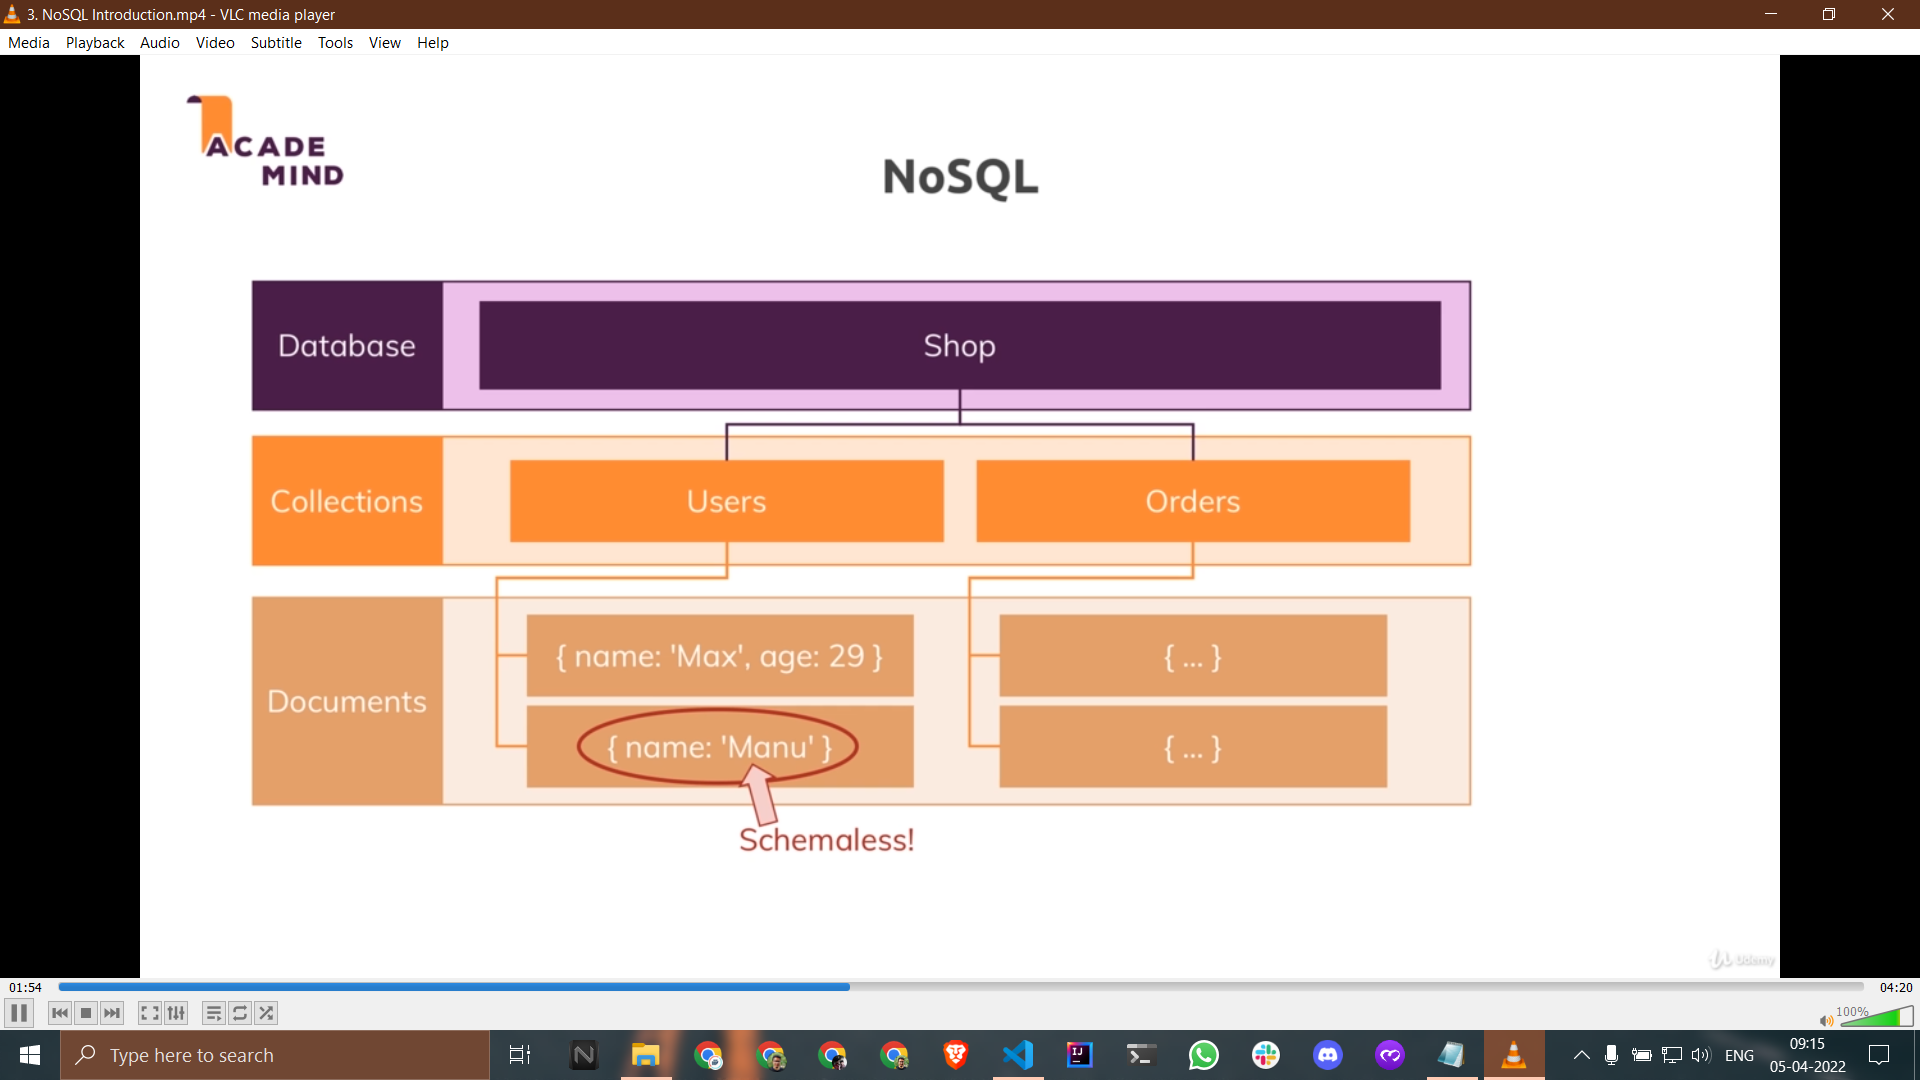 3. NoSQL Introduction.mp4 - VLC media player
Media Playback Audio Video Subtitle Tools View Help
ACADE
MIND
NoSQL
Database
Shop
Collections
Users
Orders
Documents
{ name: 'Max', age: 29 }
{ ... }
{ name: 'Manu' }
{ ... }
Schemaless!
Udemy
01:54
04:20
100%
Type here to search
ENG
09:15
05-04-2022